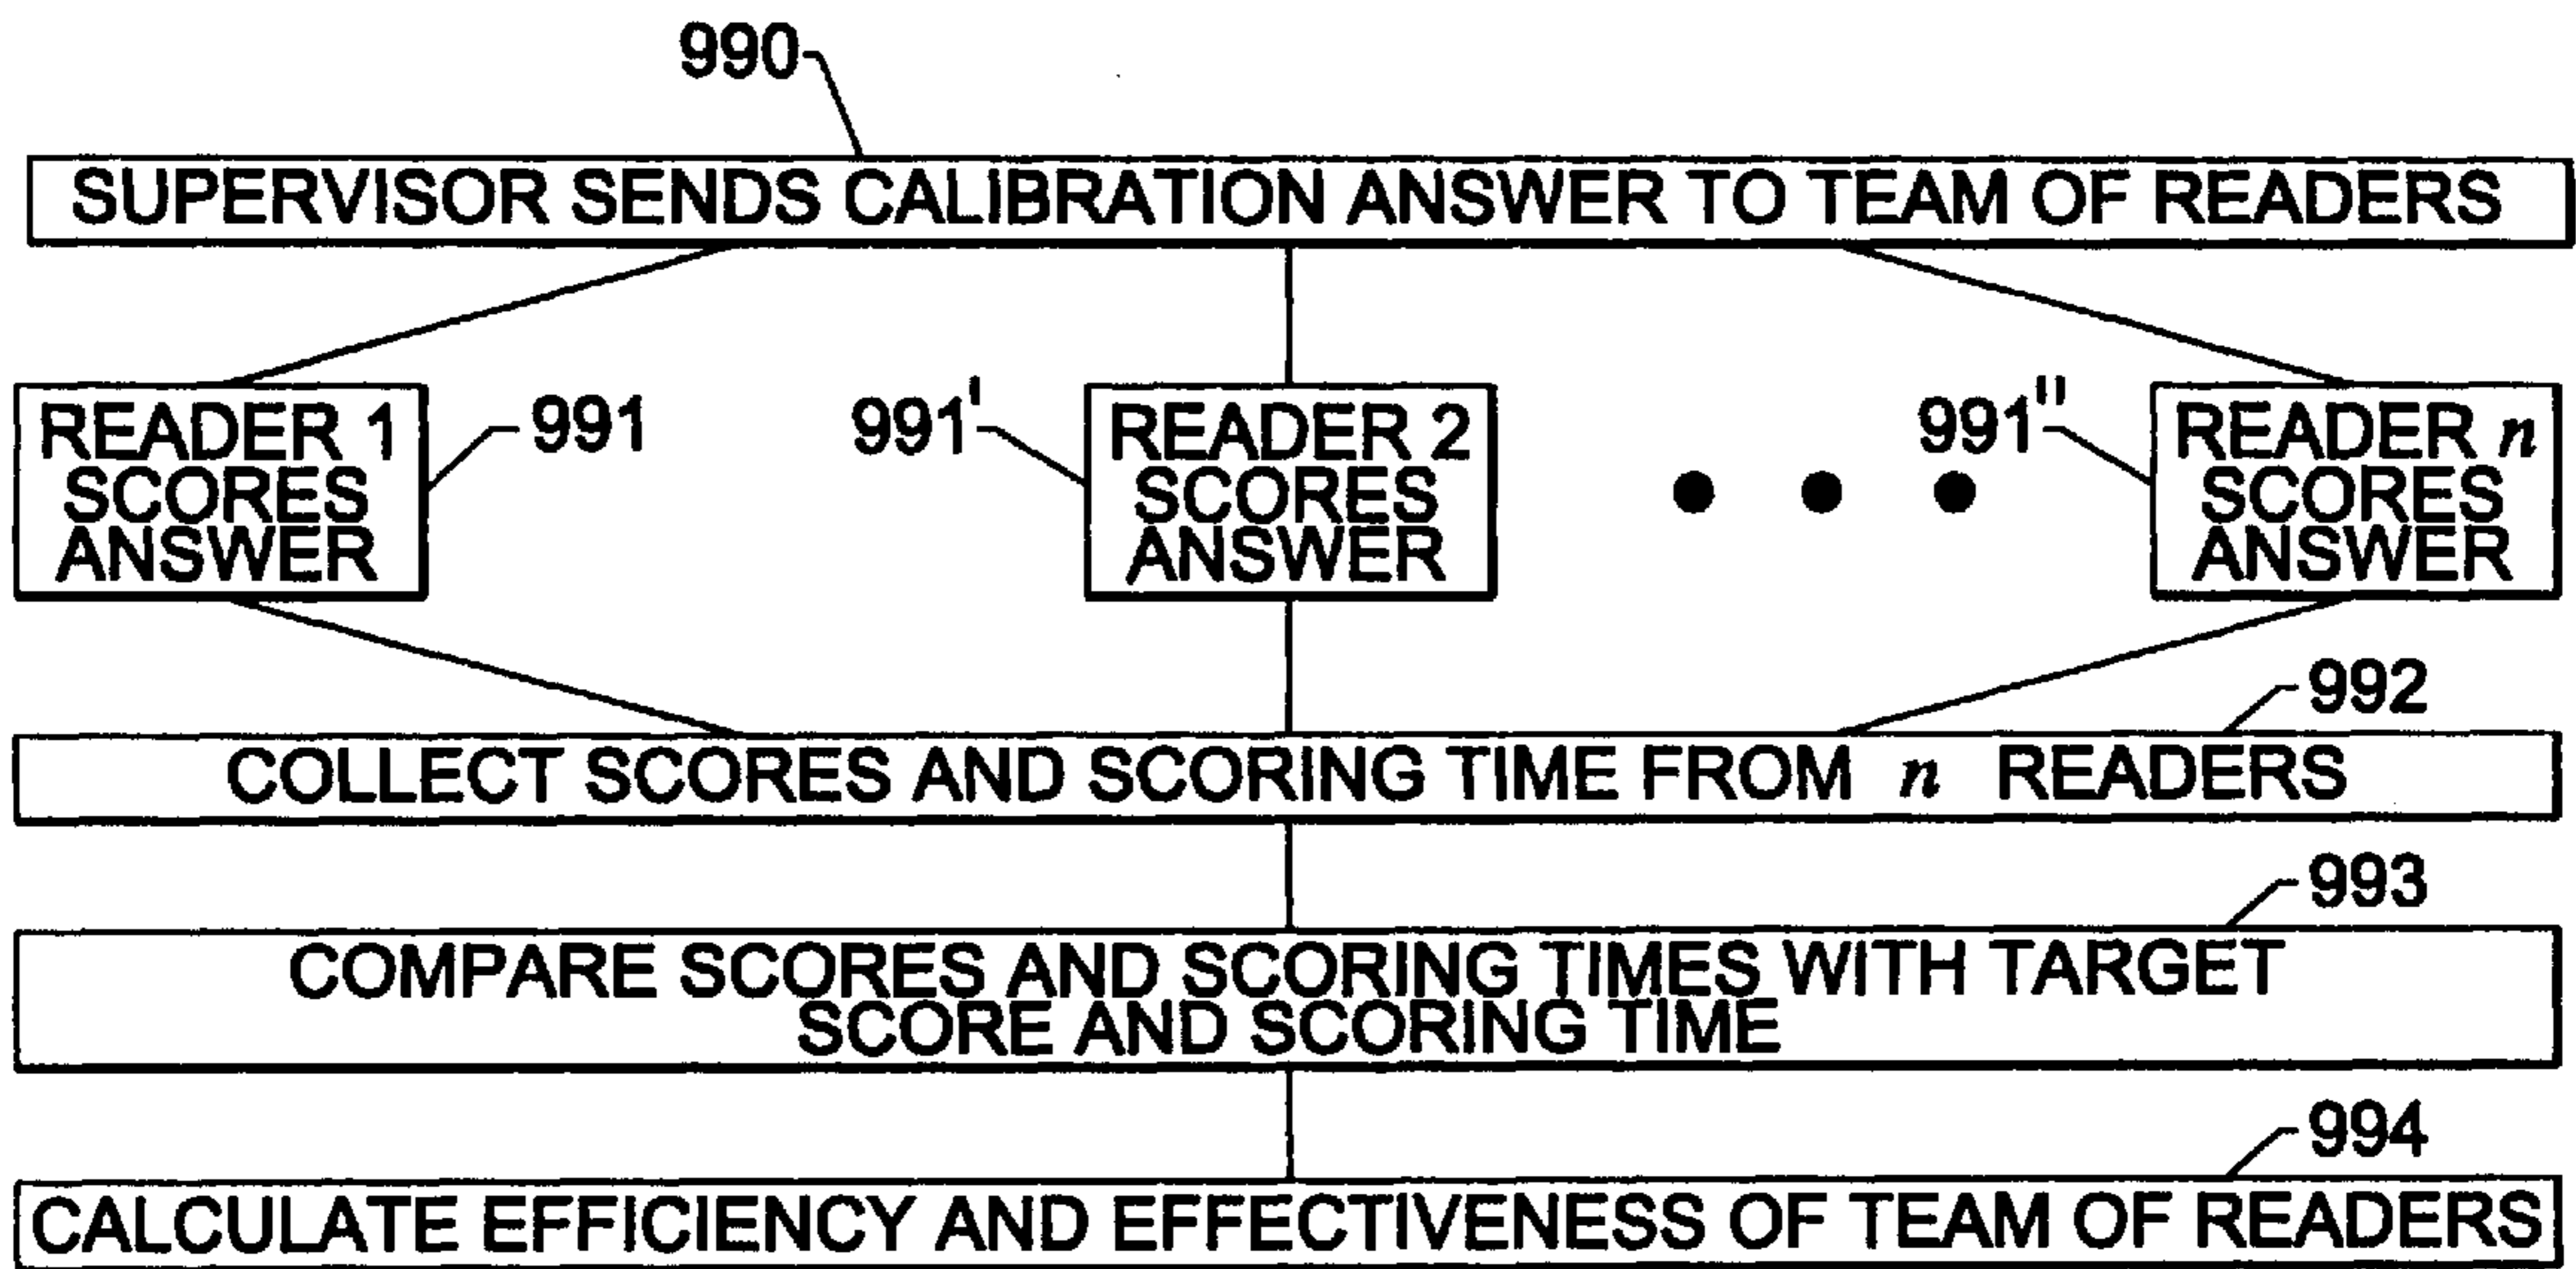 990
SUPERVISOR SENDS CALIBRATION ANSWER TO TEAM OF READERS
READER 1
SCORES
ANSWER
991
991'
READER 2
SCORES
ANSWER
991"
READER n
SCORES
ANSWER
992
COLLECT SCORES AND SCORING TIME FROM n READERS
993
COMPARE SCORES AND SCORING TIMES WITH TARGET
SCORE AND SCORING TIME
994
CALCULATE EFFICIENCY AND EFFECTIVENESS OF TEAM OF READERS